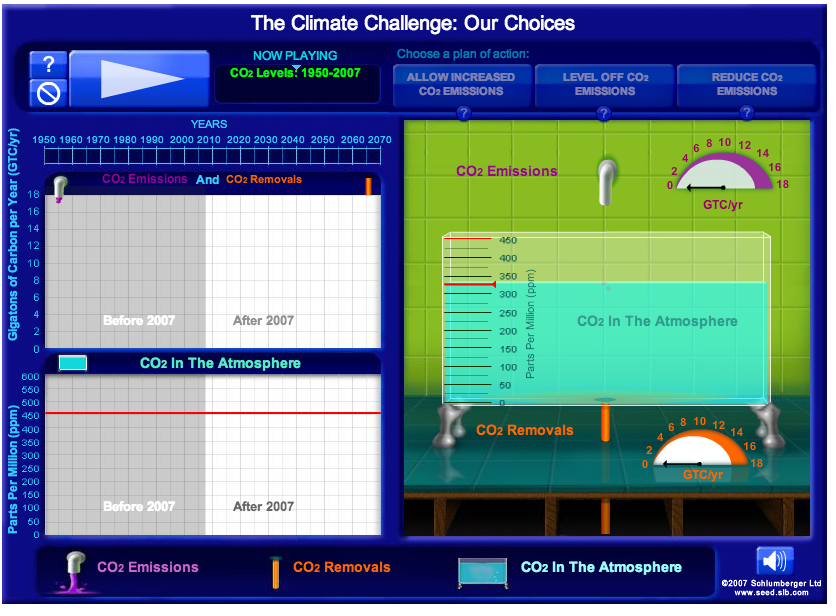 The Climate Challenge: Our Choices
?
NOW PLAYING
CO2 Levels: 1950-2007
Choose a plan of action:
ALLOW INCREASED
CO2 EMISSIONS
LEVEL OFF CO2
EMISSIONS
REDUCE CO2
EMISSIONS
?
?
?
YEARS
1950 1960 1970 1980 1990 2000 2010 2020 2030 2040 2050 2060 2070
Gigatons of Carbon per Year (GTC/yr)
CO2 Emissions And CO2 Removals
18
16
14
12
10
8
6
4
2
0
Before 2007
After 2007
CO2 In The Atmosphere
Parts Per Million (ppm)
600
550
500
450
400
350
300
250
200
150
100
50
0
Before 2007
After 2007
CO2 Emissions
0 2 4 6 8 10 12 14 16 18
GTC/yr
450
400
350
300
250
200
150
100
50
0
Parts Per Million (ppm)
CO2 In The Atmosphere
CO2 Removals
0 2 4 6 8 10 12 14 16 18
GTC/yr
CO2 Emissions
CO2 Removals
CO2 In The Atmosphere
©2007 Schlumberger Ltd
www.seed.slb.com